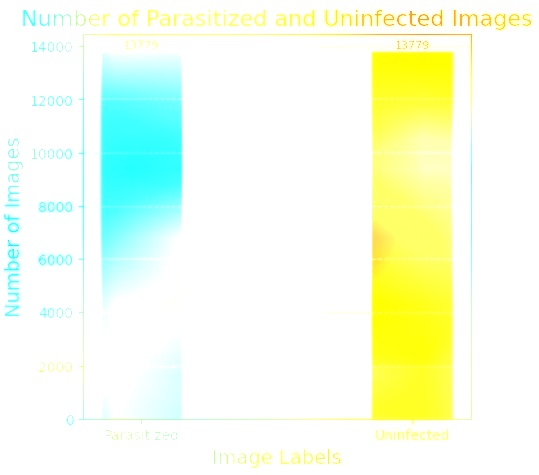 Number of Parasitized and Uninfected Images
14000
12000
10000
8000
6000
4000
2000
0
13779
13779
Number of Images
Parasitized
Uninfected
Image Labels